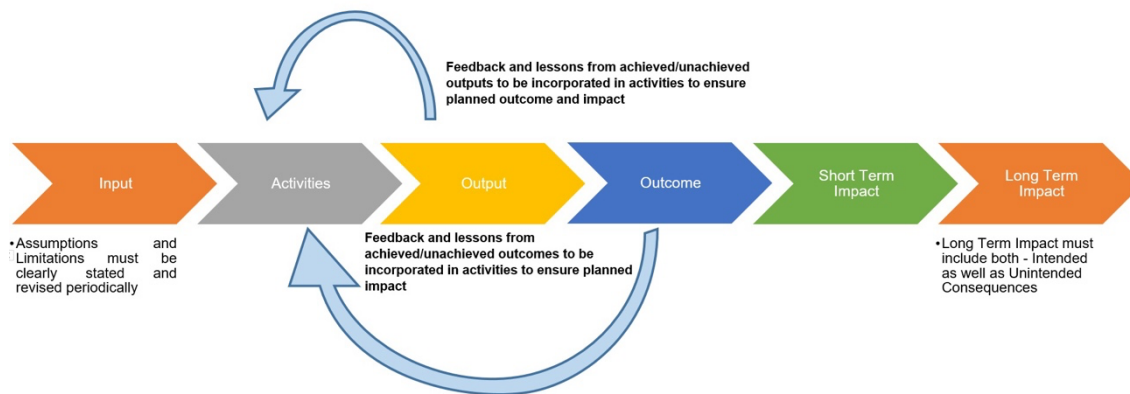 Feedback and lessons from achieved/unachieved
outputs to be incorporated in activities to ensure
planned outcome and impact
Input
Activities
Output
Outcome
Short Term
Impact
Long Term
Impact
•Assumptions and
Limitations must be
clearly stated and
revised periodically
Feedback and lessons from
achieved/unachieved outcomes to be
incorporated in activities to ensure planned
impact
•Long Term Impact must
include both - Intended
as well as Unintended
Consequences